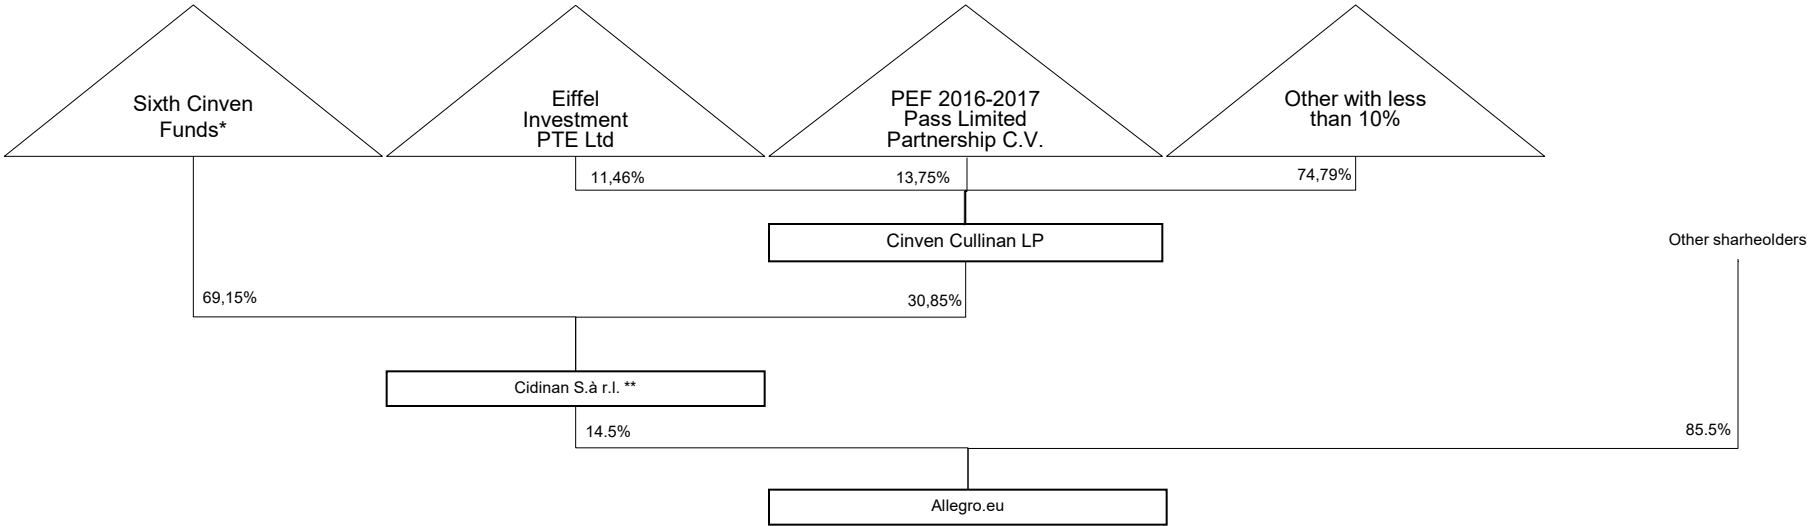 Sixth Cinven
Funds*
Eiffel
Investment
PTE Ltd
PEF 2016-2017
Pass Limited
Partnership C.V.
Other with less
than 10%
11,46%
13,75%
74,79%
Cinven Cullinan LP
Other sharheolders
69,15%
30,85%
Cidinan S.à r.l. **
14.5%
85.5%
Allegro.eu